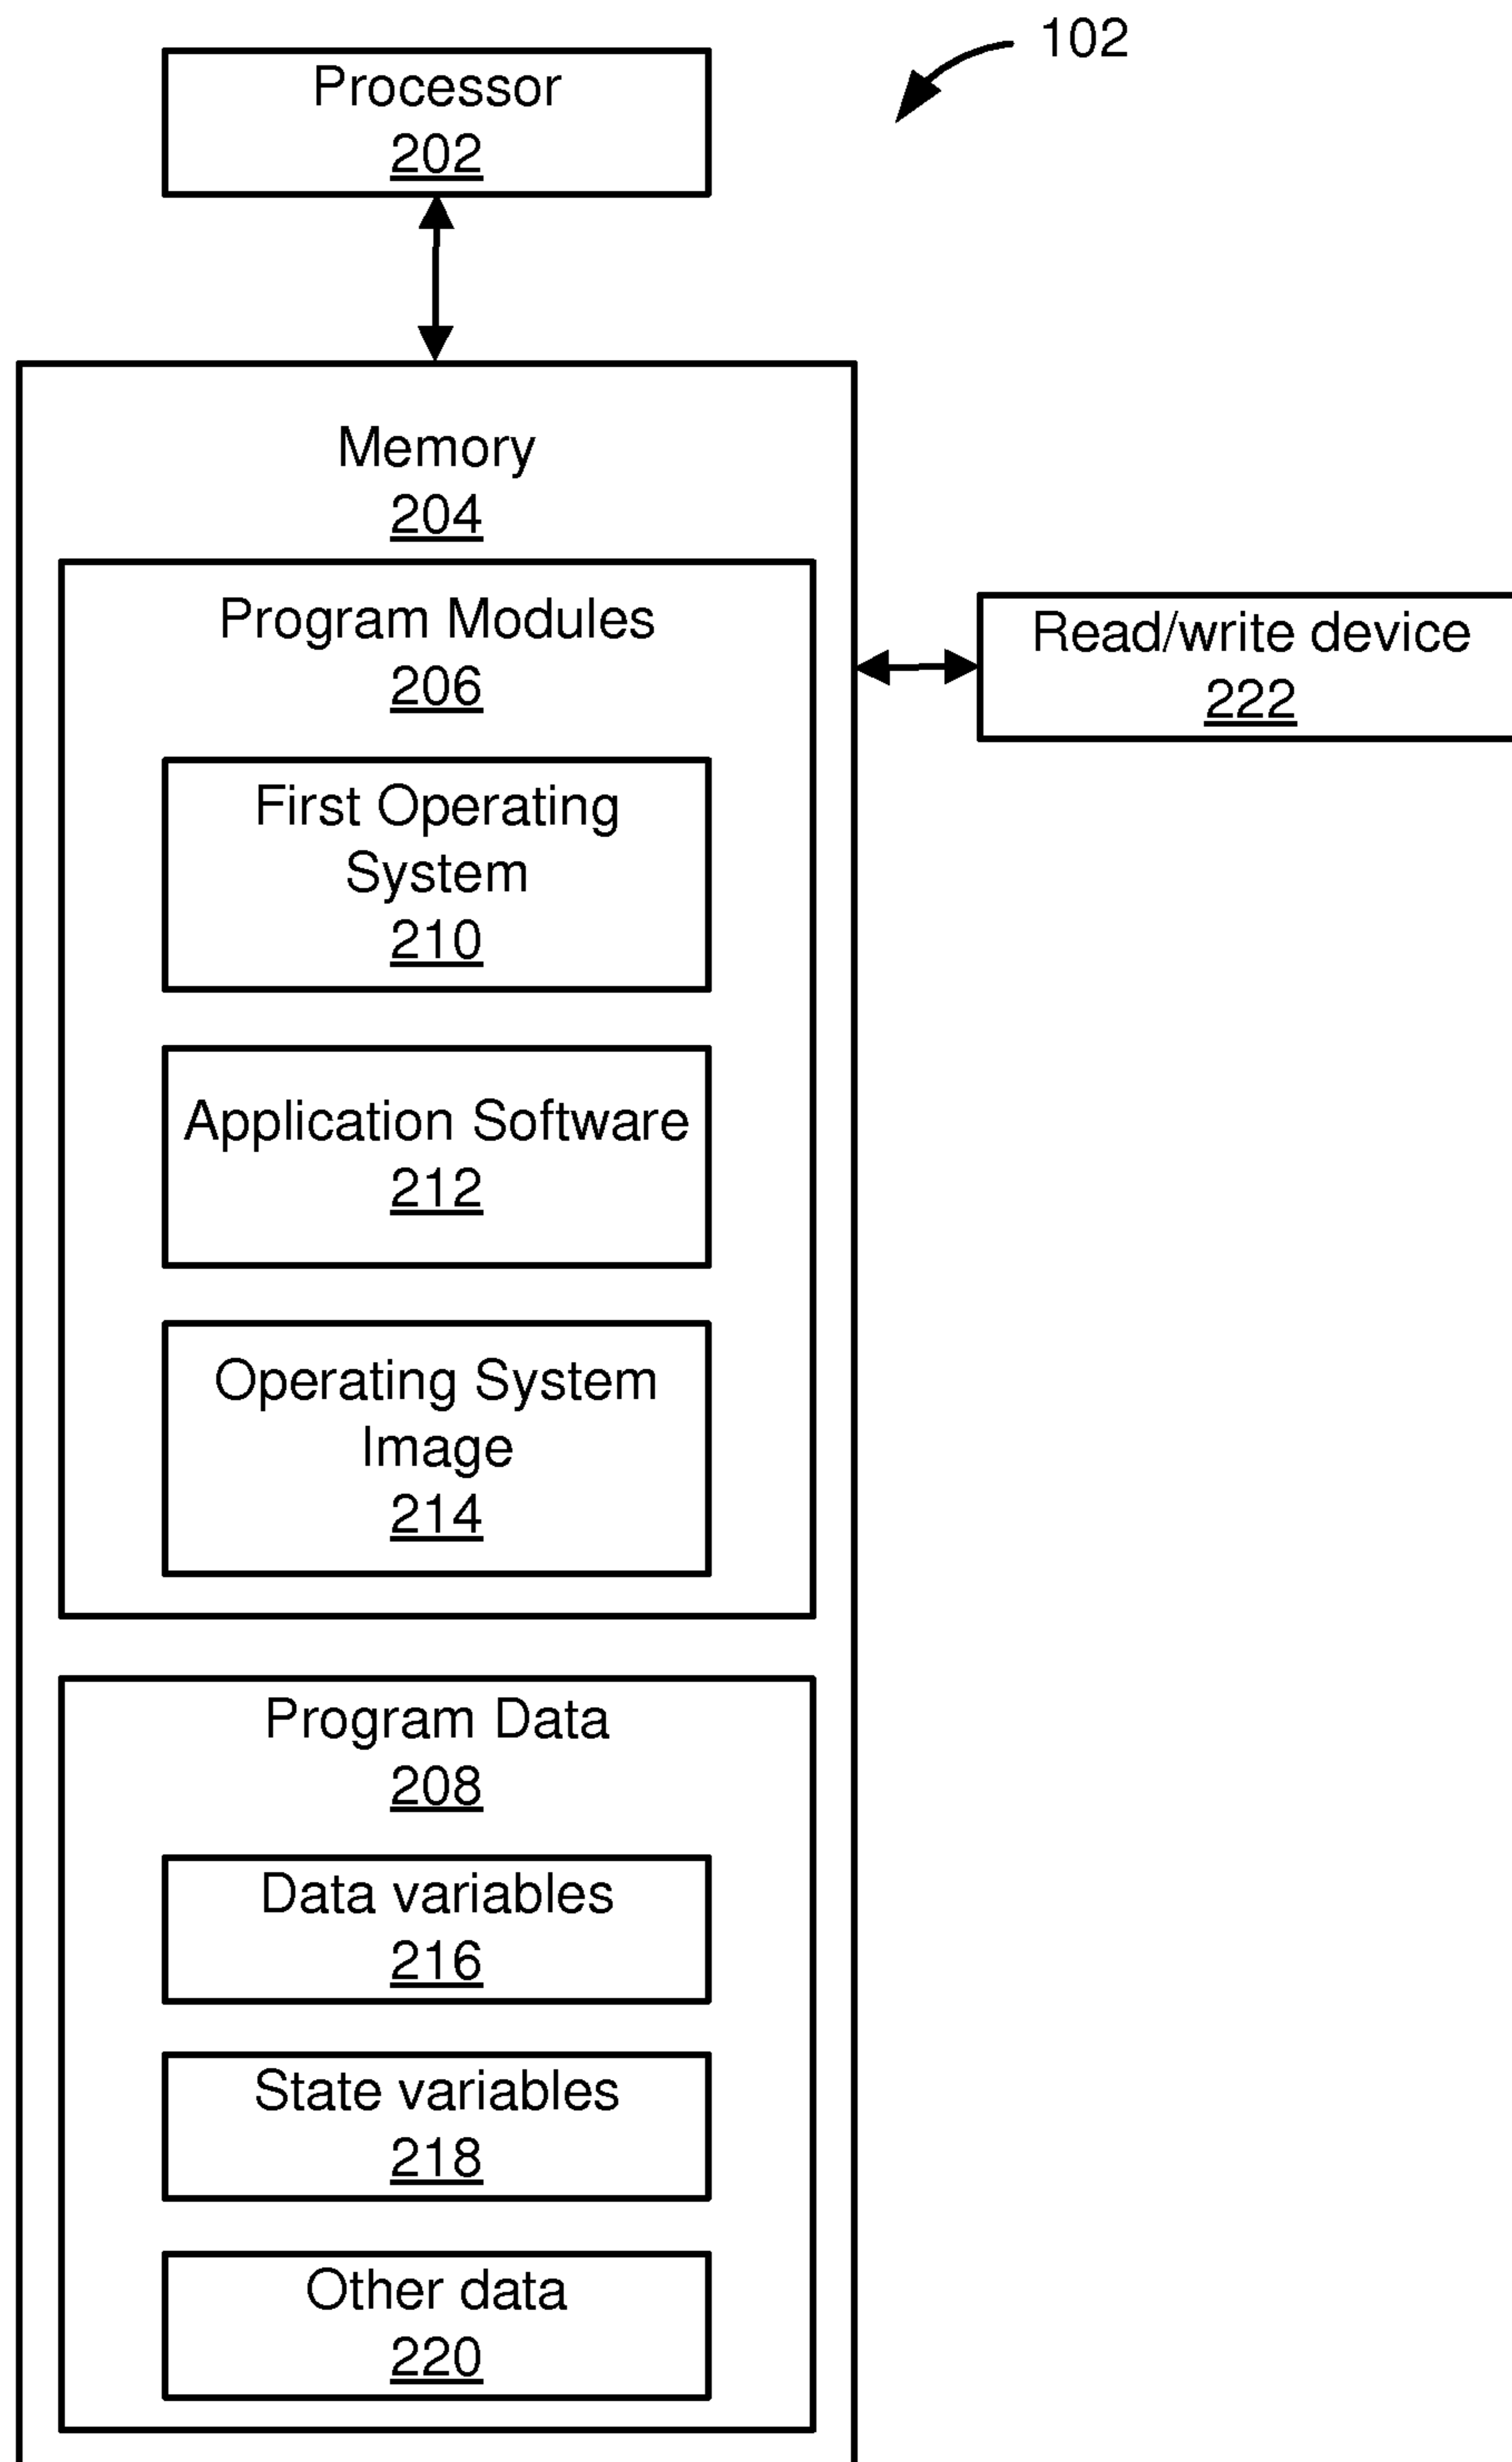 102
Processor
202
Memory
204
Program Modules
206
Read/write device
222
First Operating
System
210
Application Software
212
Operating System
Image
214
Program Data
208
Data variables
216
State variables
218
Other data
220